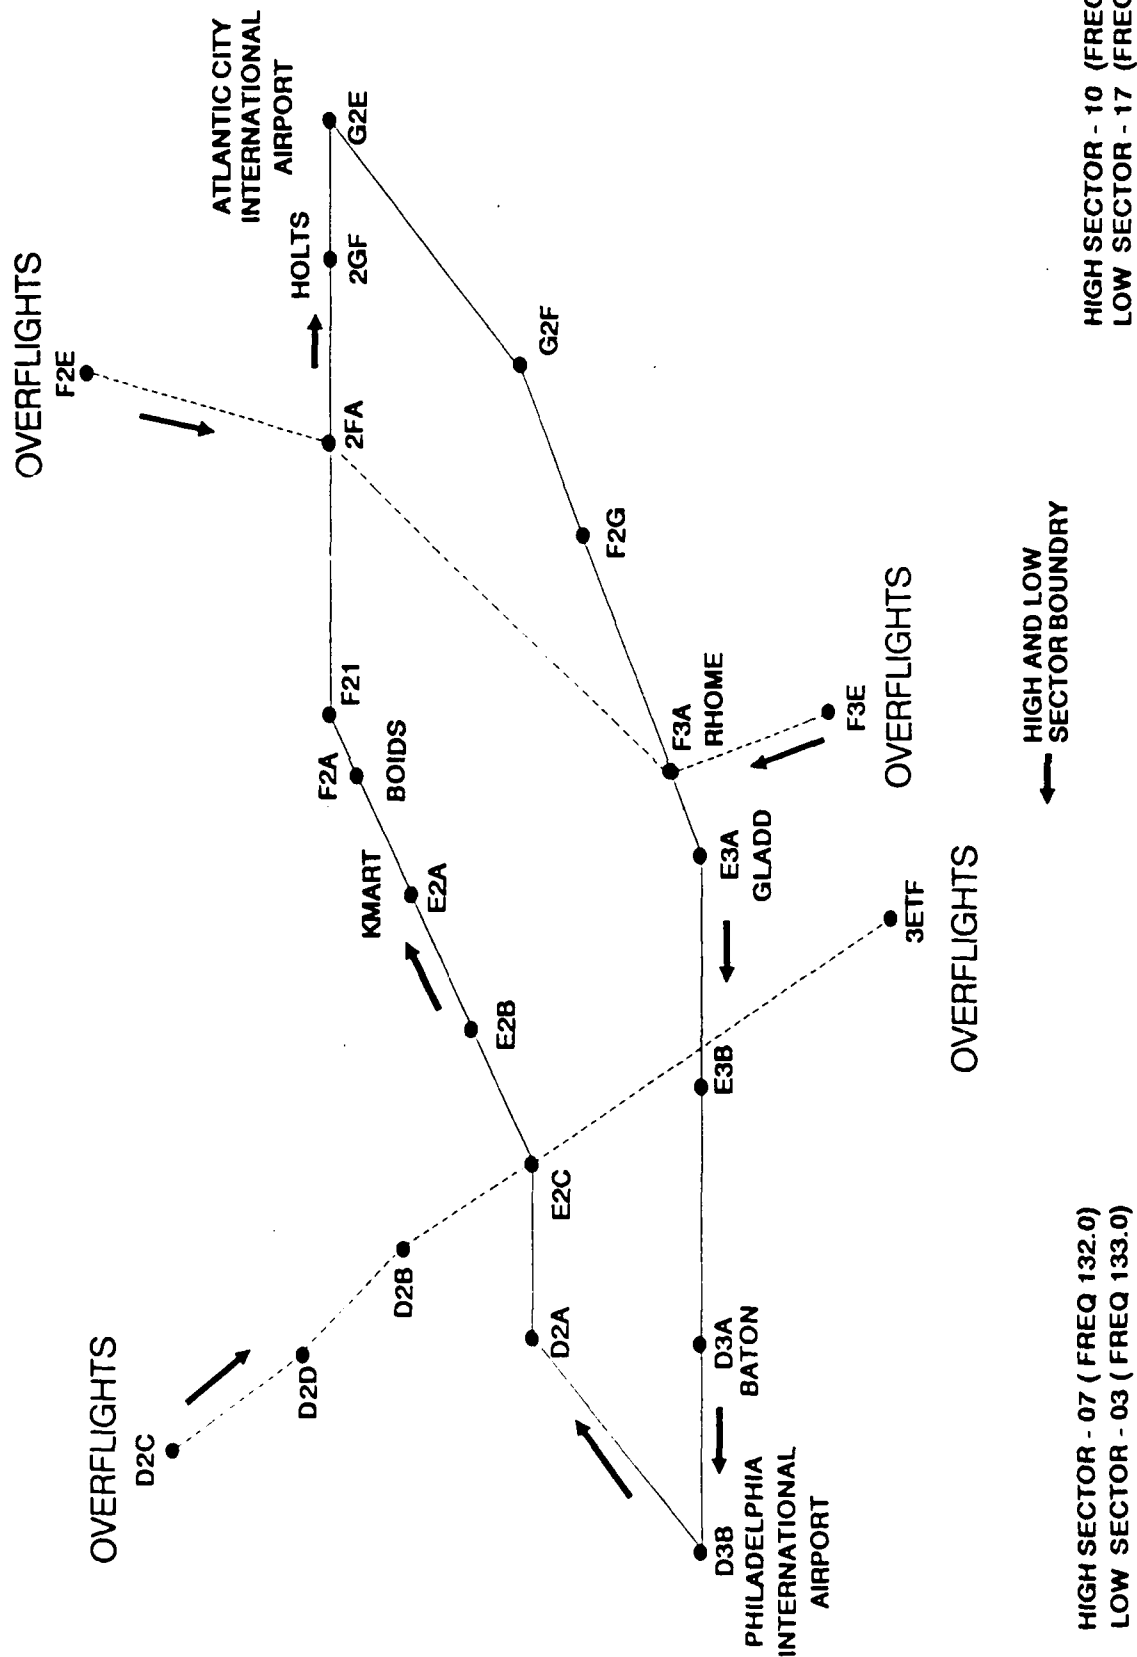 OVERFLIGHTS
D2C
D2D
D2B
OVERFLIGHTS
F2E
ATLANTIC CITY
INTERNATIONAL
AIRPORT
HOLTS
2GF
G2E
2FA
F21
F2A
BOIDS
KMART
E2A
E2B
E2C
D2A
G2F
F2G
F3A
RHOME
E3A
GLADD
E3B
D3A
BATON
D3B
PHILADELPHIA
INTERNATIONAL
AIRPORT
F3E
OVERFLIGHTS
3ETF
OVERFLIGHTS
HIGH AND LOW
SECTOR BOUNDRY
HIGH SECTOR - 07 ( FREQ 132.0)
LOW SECTOR - 03 ( FREQ 133.0)
HIGH SECTOR - 10 (FREQ
LOW SECTOR - 17 (FREQ